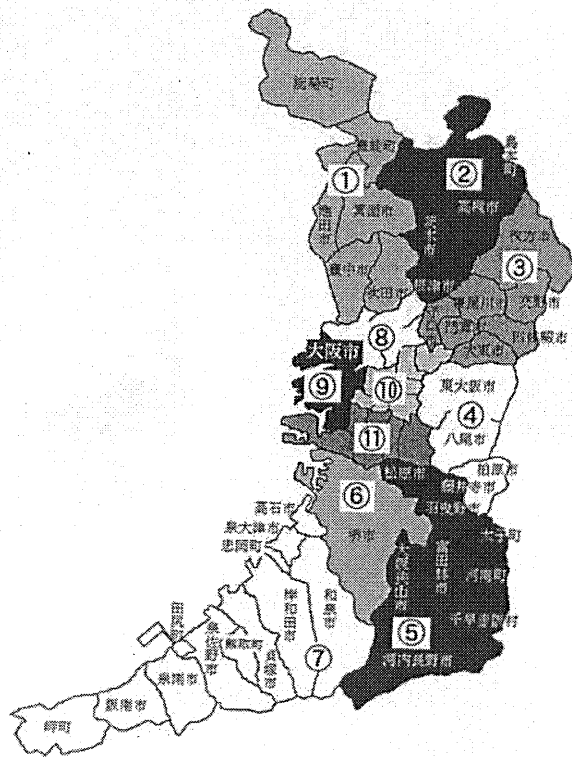 能勢町
豊能町
島本町
①
②
池田市
箕面市
高槻市
茨木市
枚方市
③
豊中市
吹田市
摂津市
寝屋川市
交野市
⑧
門真市
四條畷市
大阪市
大東市
⑨
⑩
東大阪市
④
⑪
八尾市
松原市
柏原市
藤井寺市
⑥
羽曳野市
高石市
堺市
太子町
泉大津市
忠岡町
大阪狭山市
富田林市
河南町
和泉市
岸和田市
千早赤阪村
田尻町
泉佐野市
熊取町
貝塚市
⑦
⑤
河内長野市
泉南市
阪南市
岬町